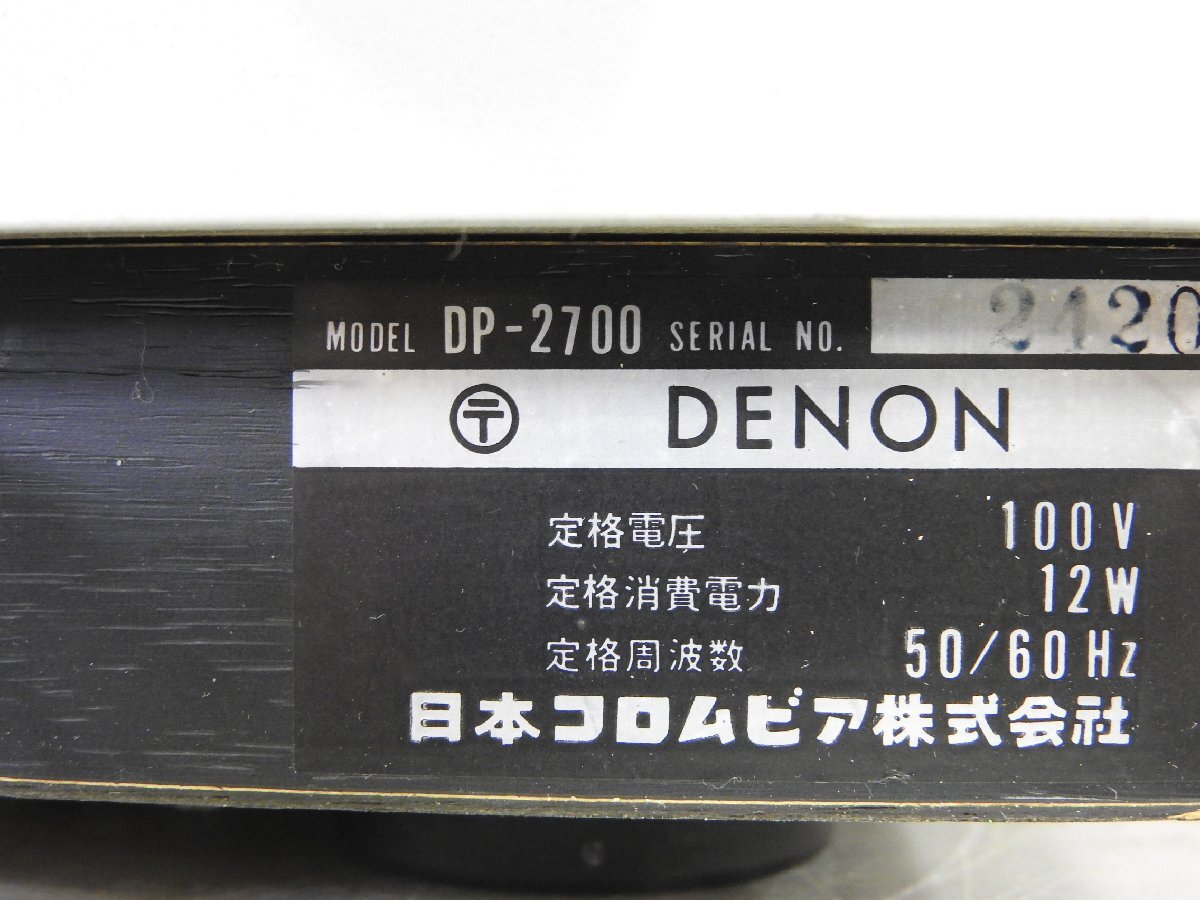 MODEL DP-2700 SERIAL NO. 2420
〶 DENON
定格電圧 100V
定格消費電力 12W
定格周波数 50/60Hz
日本コロムビア株式会社